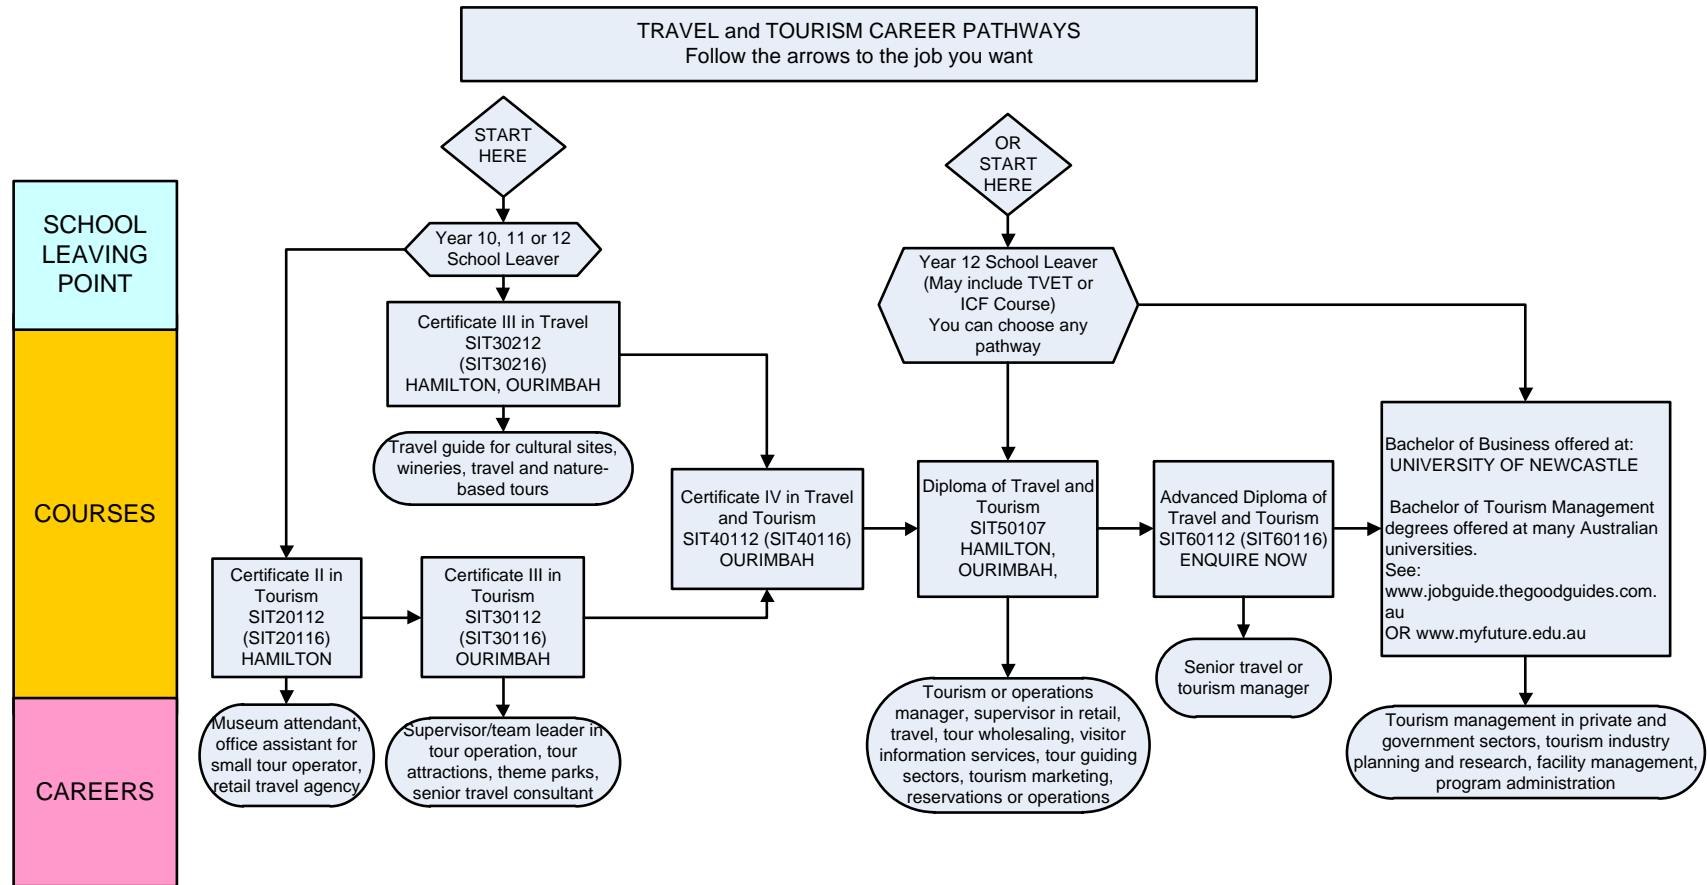 TRAVEL and TOURISM CAREER PATHWAYS
Follow the arrows to the job you want
START
HERE
OR
START
HERE
SCHOOL
LEAVING
POINT
Year 10, 11 or 12
School Leaver
Year 12 School Leaver
(May include TVET or
ICF Course)
You can choose any
pathway
COURSES
Certificate III in Travel
SIT30212
(SIT30216)
HAMILTON, OURIMBAH
Travel guide for cultural sites,
wineries, travel and nature-
based tours
Certificate II in
Tourism
SIT20112
(SIT20116)
HAMILTON
Certificate III in
Tourism
SIT30112
(SIT30116)
OURIMBAH
Certificate IV in Travel
and Tourism
SIT40112 (SIT40116)
OURIMBAH
Diploma of Travel and
Tourism
SIT50107
HAMILTON,
OURIMBAH,
Advanced Diploma of
Travel and Tourism
SIT60112 (SIT60116)
ENQUIRE NOW
Bachelor of Business offered at:
UNIVERSITY OF NEWCASTLE
Bachelor of Tourism Management
degrees offered at many Australian
universities.
See:
www.jobguide.thegoodguides.com.
au
OR www.myfuture.edu.au
CAREERS
Museum attendant,
office assistant for
small tour operator,
retail travel agency
Supervisor/team leader in
tour operation, tour
attractions, theme parks,
senior travel consultant
Tourism or operations
manager, supervisor in retail,
travel, tour wholesaling, visitor
information services, tour guiding
sectors, tourism marketing,
reservations or operations
Senior travel or
tourism manager
Tourism management in private and
government sectors, tourism industry
planning and research, facility management,
program administration